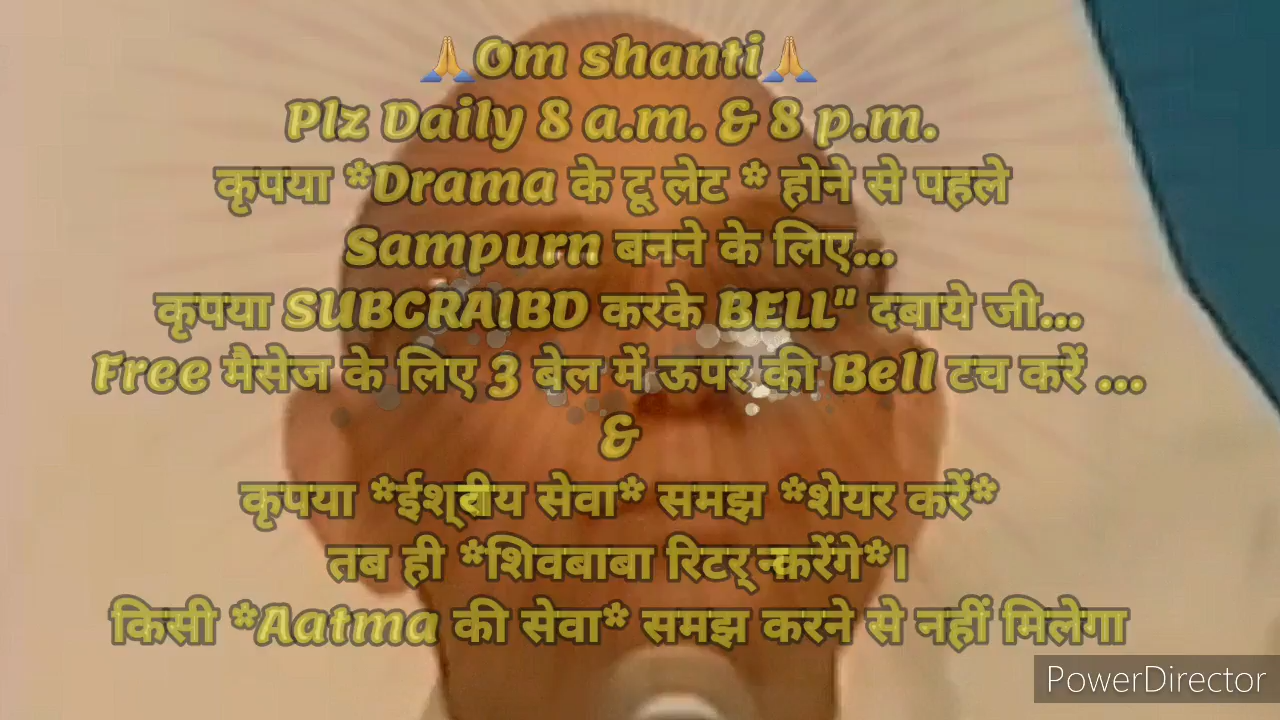 🙏Om shanti🙏
Plz Daily 8 a.m. & 8 p.m.
कृपया *Drama के टू लेट * होने से पहले
Sampurn बनने के लिए...
कृपया SUBCRAIBD करके BELL" दबाये जी...
Free मैसेज के लिए 3 बेल में ऊपर की Bell टच करें ...
&
कृपया *ईश्वरीय सेवा* समझ *शेयर करें*
तब ही *शिवबाबा रिटर्न करेंगे*।
किसी *Aatma की सेवा* समझ करने से नहीं मिलेगा
PowerDirector